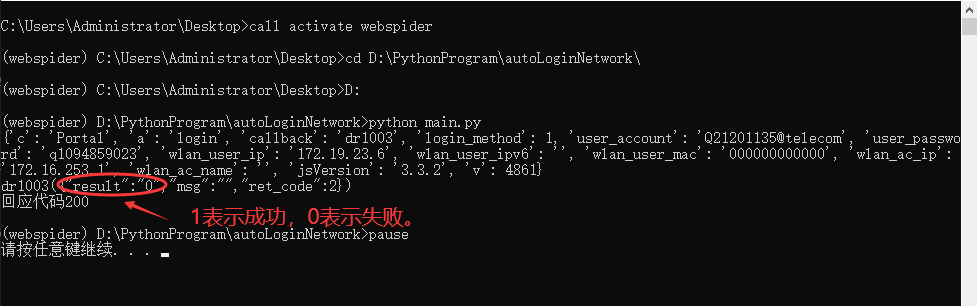 C:\Users\Administrator\Desktop>call activate webspider
(webspider) C:\Users\Administrator\Desktop>cd D:\PythonProgram\autoLoginNetwork\
(webspider) C:\Users\Administrator\Desktop>D:
(webspider) D:\PythonProgram\autoLoginNetwork>python main.py
{'c': 'Portal', 'a': 'login', 'callback': 'dr1003', 'login_method': 1, 'user_account': 'Q21201135@telecom', 'user_passwo
rd': 'q1094859023', 'wlan_user_ip': '172.19.23.6', 'wlan_user_ipv6': '', 'wlan_user_mac': '000000000000', 'wlan_ac_ip':
'172.16.253.1', 'wlan_ac_name': '', 'jsVersion': '3.3.2', 'v': 4861}
dr1003({"result":"0","msg":"","ret_code":2})
回应代码200
1表示成功，0表示失败。
(webspider) D:\PythonProgram\autoLoginNetwork>pause
请按任意键继续. . .